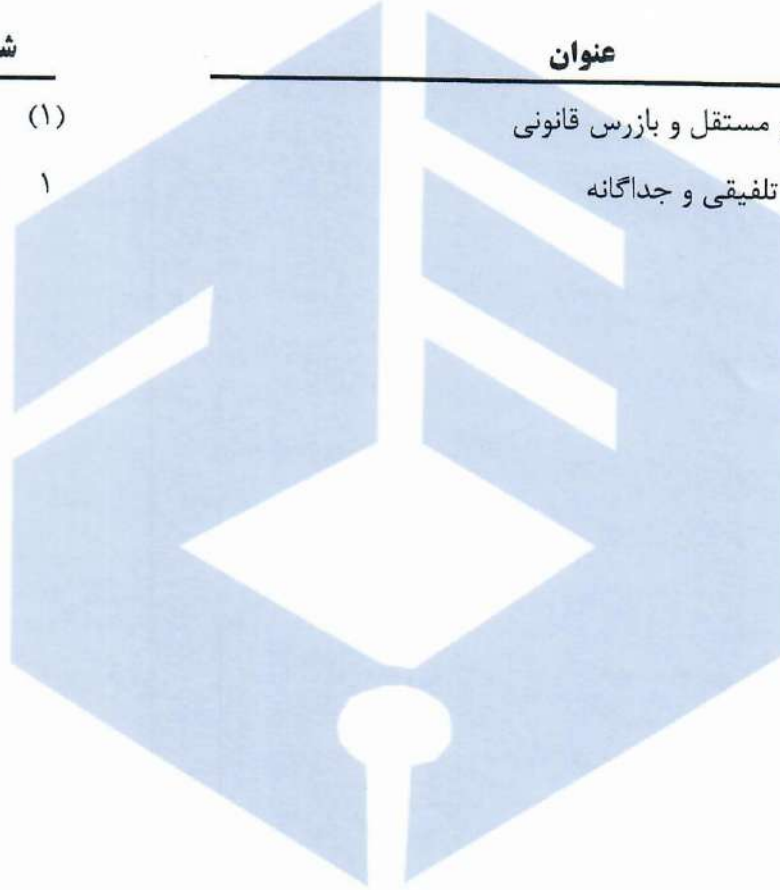 عنوان
مستقل و بازرس قانونی (۱)
تلفیقی و جداگانه ۱